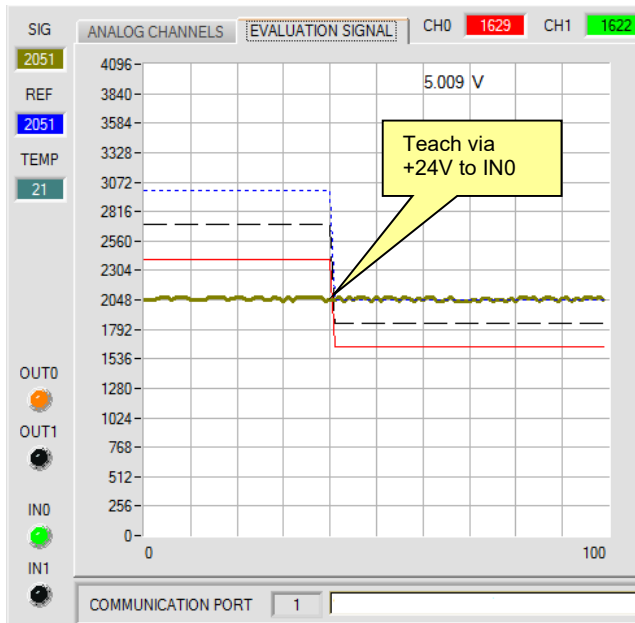 SIG
ANALOG CHANNELS
EVALUATION SIGNAL
CH0
1629
CH1
1622
2051
REF
2051
TEMP
21
5.009 V
Teach via
+24V to IN0
4096
3840
3584
3328
3072
2816
2560
2304
2048
1792
1536
1280
1024
768
512
256
0
0
100
OUT0
OUT1
IN0
IN1
COMMUNICATION PORT
1